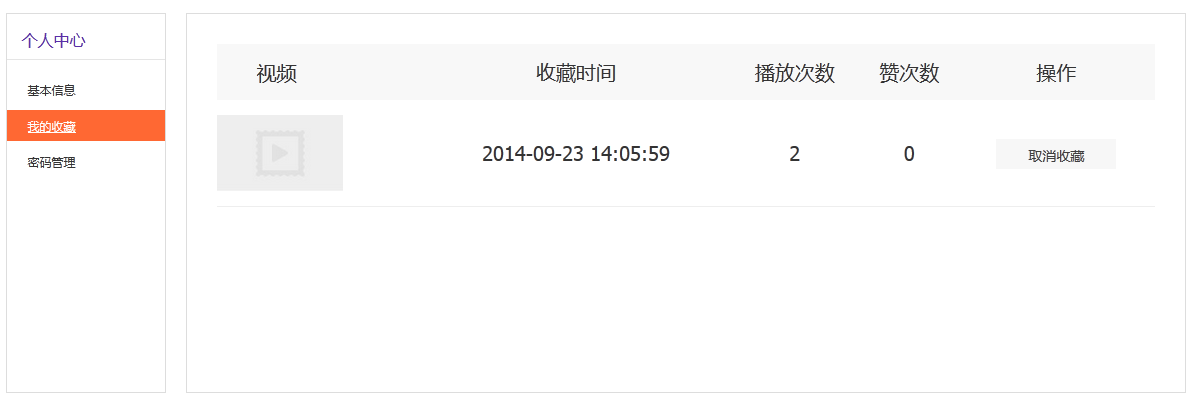 个人中心
基本信息
我的收藏
密码管理
视频 收藏时间 播放次数 赞次数 操作
2014-09-23 14:05:59 2 0 取消收藏